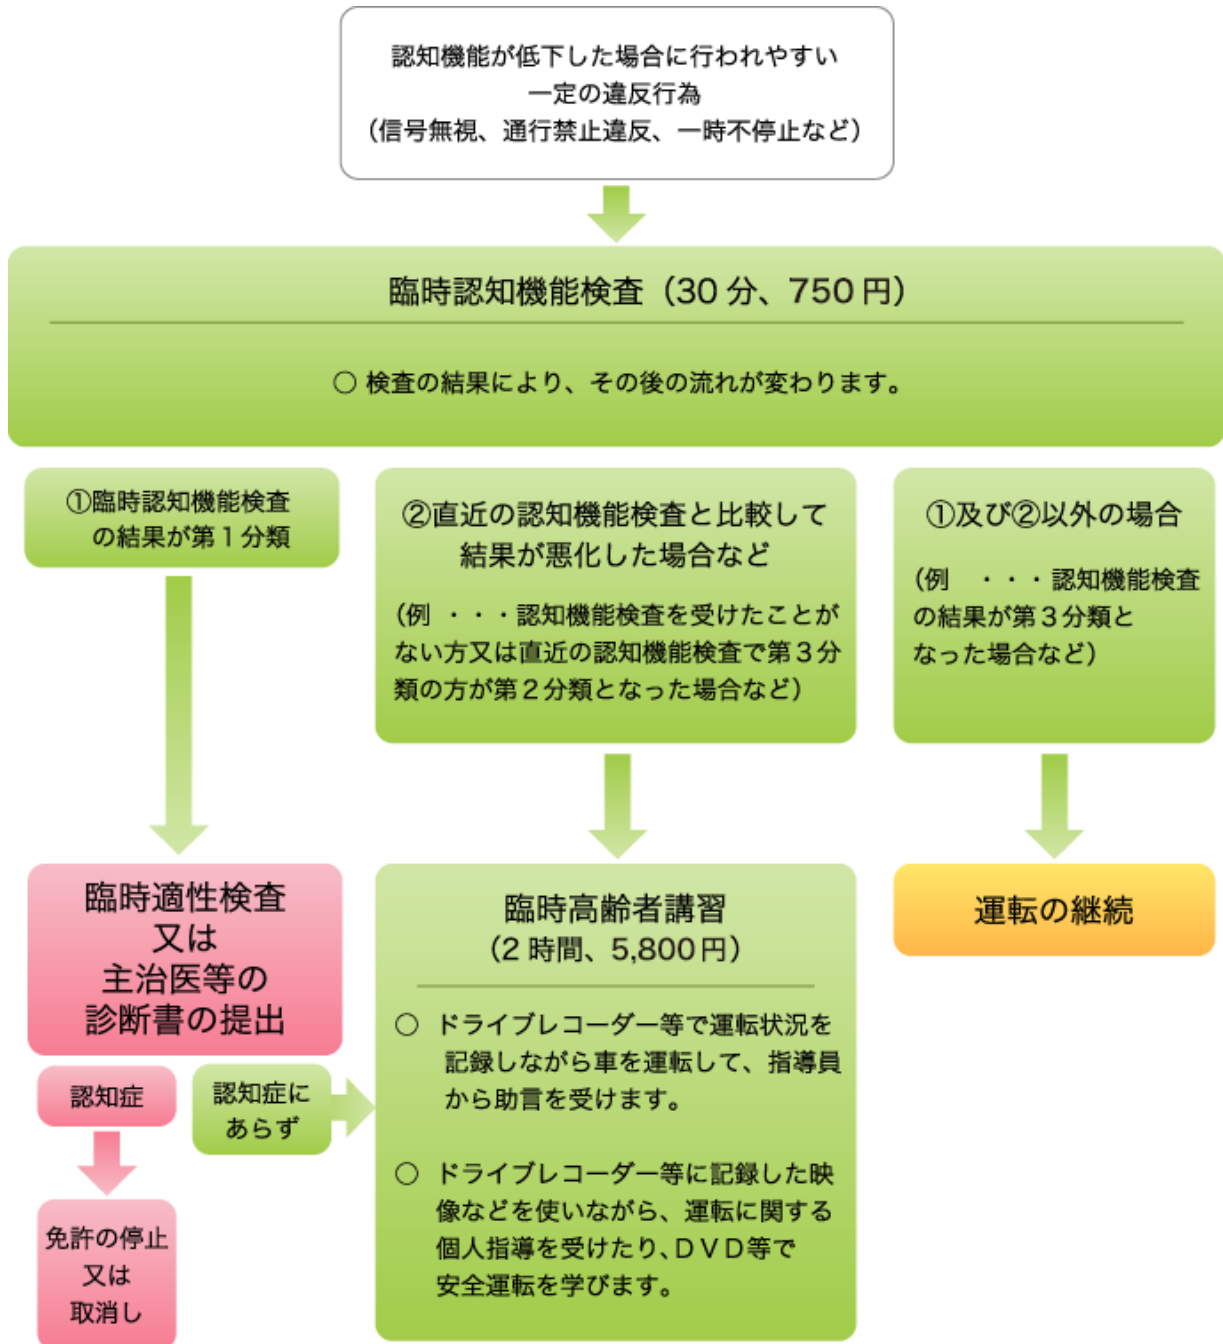 認知機能が低下した場合に行われやすい
一定の違反行為
（信号無視、通行禁止違反、一時不停止など）
臨時認知機能検査（30 分、750 円）
○ 検査の結果により、その後の流れが変わります。
①臨時認知機能検査
の結果が第１分類
②直近の認知機能検査と比較して
結果が悪化した場合など
（例　・・・認知機能検査を受けたことが
ない方又は直近の認知機能検査で第３分
類の方が第２分類となった場合など）
①及び②以外の場合
（例　・・・認知機能検査
の結果が第３分類と
なった場合など）
臨時適性検査
又は
主治医等の
診断書の提出
認知症
認知症に
あらず
免許の停止
又は
取消し
臨時高齢者講習
（2 時間、5,800 円）
○ ドライブレコーダー等で運転状況を
記録しながら車を運転して、指導員
から助言を受けます。
○ ドライブレコーダー等に記録した映
像などを使いながら、運転に関する
個人指導を受けたり、ＤＶＤ等で
安全運転を学びます。
運転の継続